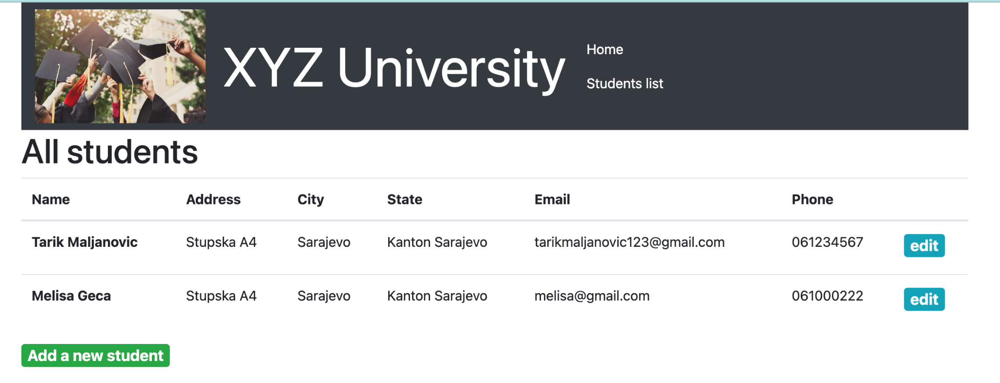 XYZ University
Home
Students list
All students
Name Address City State Email Phone
Tarik Maljanovic Stupska A4 Sarajevo Kanton Sarajevo tarikmaljanovic123@gmail.com 061234567 edit
Melisa Geca Stupska A4 Sarajevo Kanton Sarajevo melisa@gmail.com 061000222 edit
Add a new student